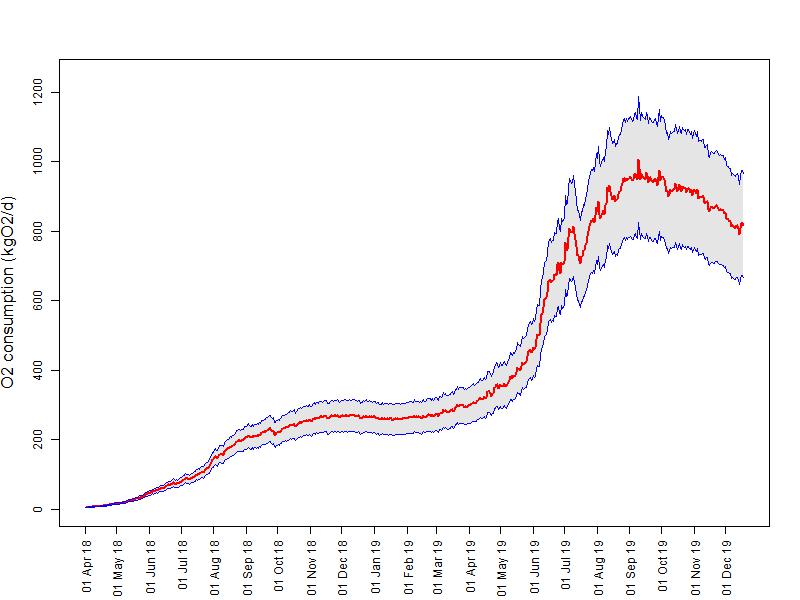 O2 consumption (kgO2/d)
1200
1000
800
600
400
200
0
01 Apr 18
01 May 18
01 Jun 18
01 Jul 18
01 Aug 18
01 Sep 18
01 Oct 18
01 Nov 18
01 Dec 18
01 Jan 19
01 Feb 19
01 Mar 19
01 Apr 19
01 May 19
01 Jun 19
01 Jul 19
01 Aug 19
01 Sep 19
01 Oct 19
01 Nov 19
01 Dec 19